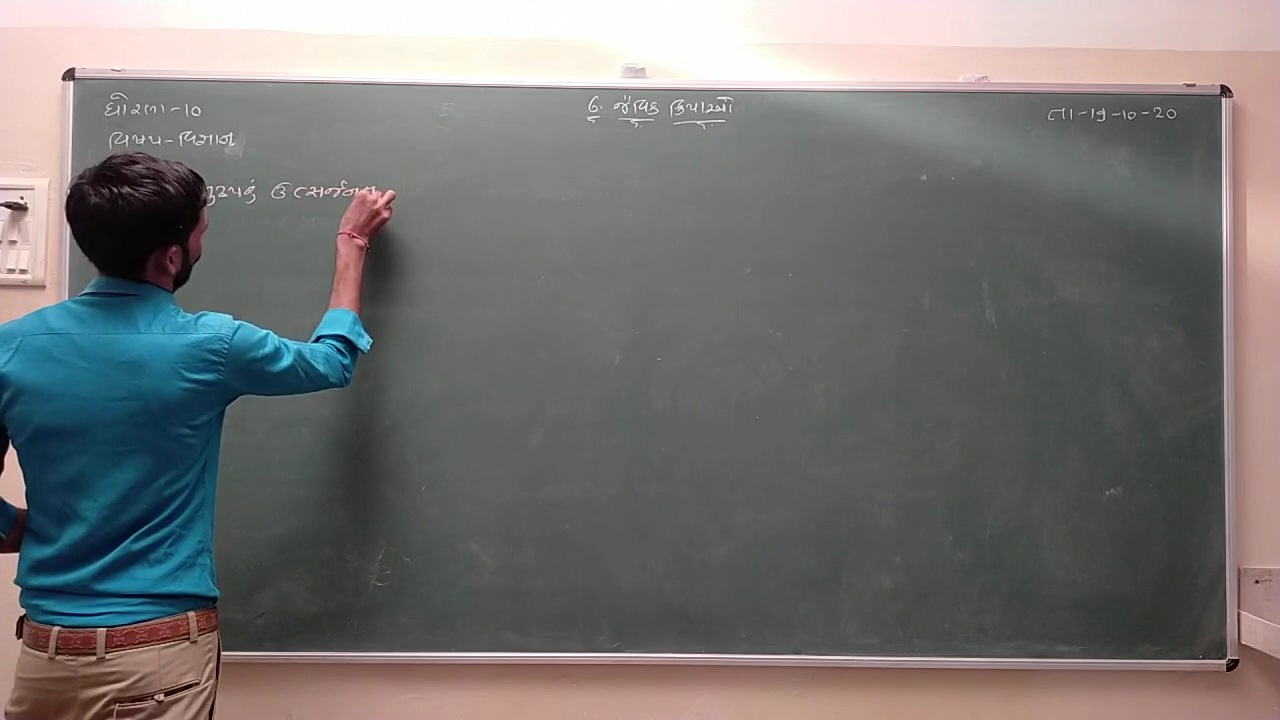 ધોરણ-10
વિષય-વિજ્ઞાન
6. જૈવિક ક્રિયાઓ
તા-19-10-20
ઉત્સર્જન